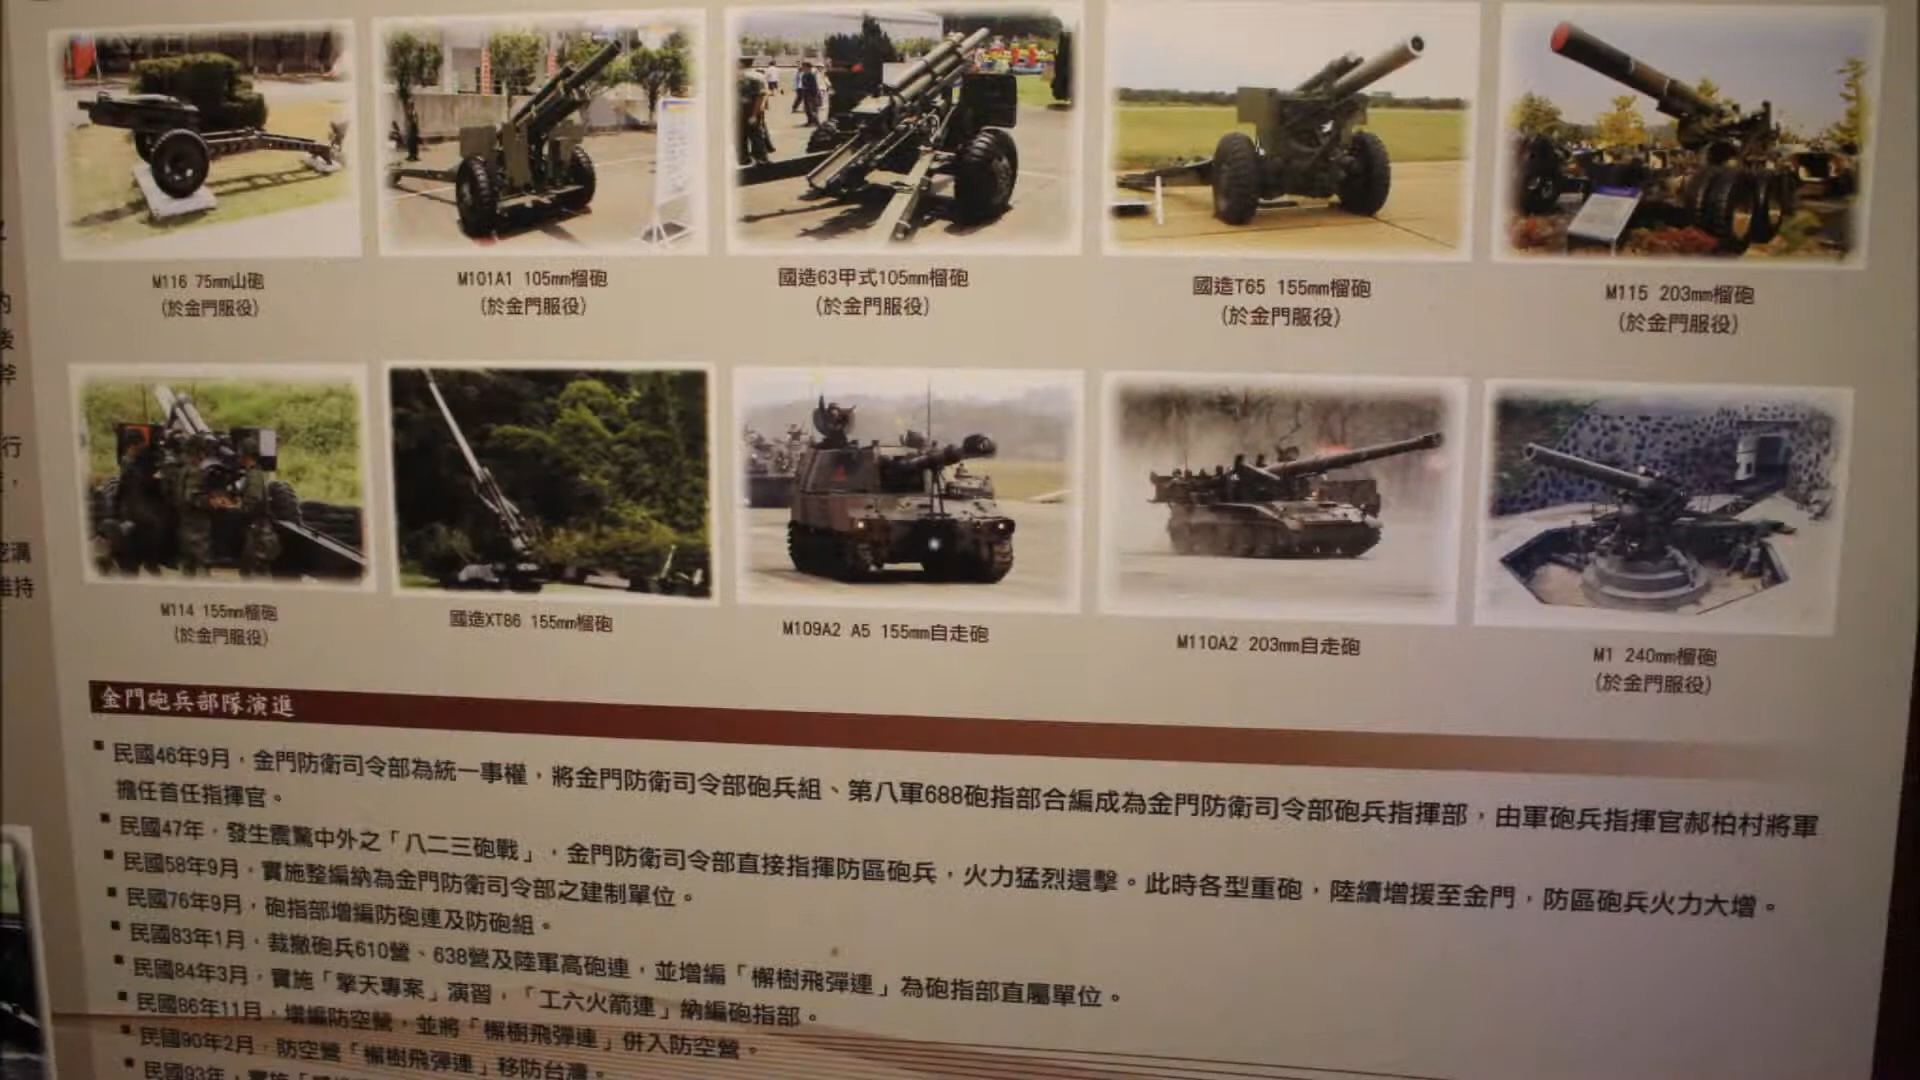 M116 75mm山砲
(於金門服役)
M101A1 105mm榴砲
(於金門服役)
國造63甲式105mm榴砲
(於金門服役)
國造T65 155mm榴砲
(於金門服役)
M115 203mm榴砲
(於金門服役)
M114 155mm榴砲
(於金門服役)
國造XT86 155mm榴砲
M109A2 A5 155mm自走砲
M110A2 203mm自走砲
M1 240mm榴砲
(於金門服役)
金門砲兵部隊演進
民國46年9月，金門防衛司令部為統一事權，將金門防衛司令部砲兵組、第八軍688砲指部合編成為金門防衛司令部砲兵指揮部，由軍砲兵指揮官郝柏村將軍
擔任首任指揮官。
民國47年，發生震驚中外之「八二三砲戰」，金門防衛司令部直接指揮防區砲兵，火力猛烈還擊。此時各型重砲，陸續增援至金門，防區砲兵火力大增。
民國58年9月，實施整編納為金門防衛司令部之建制單位。
民國76年9月，砲指部增編防砲連及防砲組。
民國83年1月，裁撤砲兵610營、638營及陸軍高砲連，並增編「檞樹飛彈連」為砲指部直屬單位。
民國84年3月，實施「擎天專案」演習，「工六火箭連」納編砲指部。
民國86年11月，增編防空營，並將「檞樹飛彈連」併入防空營。
民國90年2月，防空營「檞樹飛彈連」移防台灣。
民國93年，實施「
內
後
行
維持